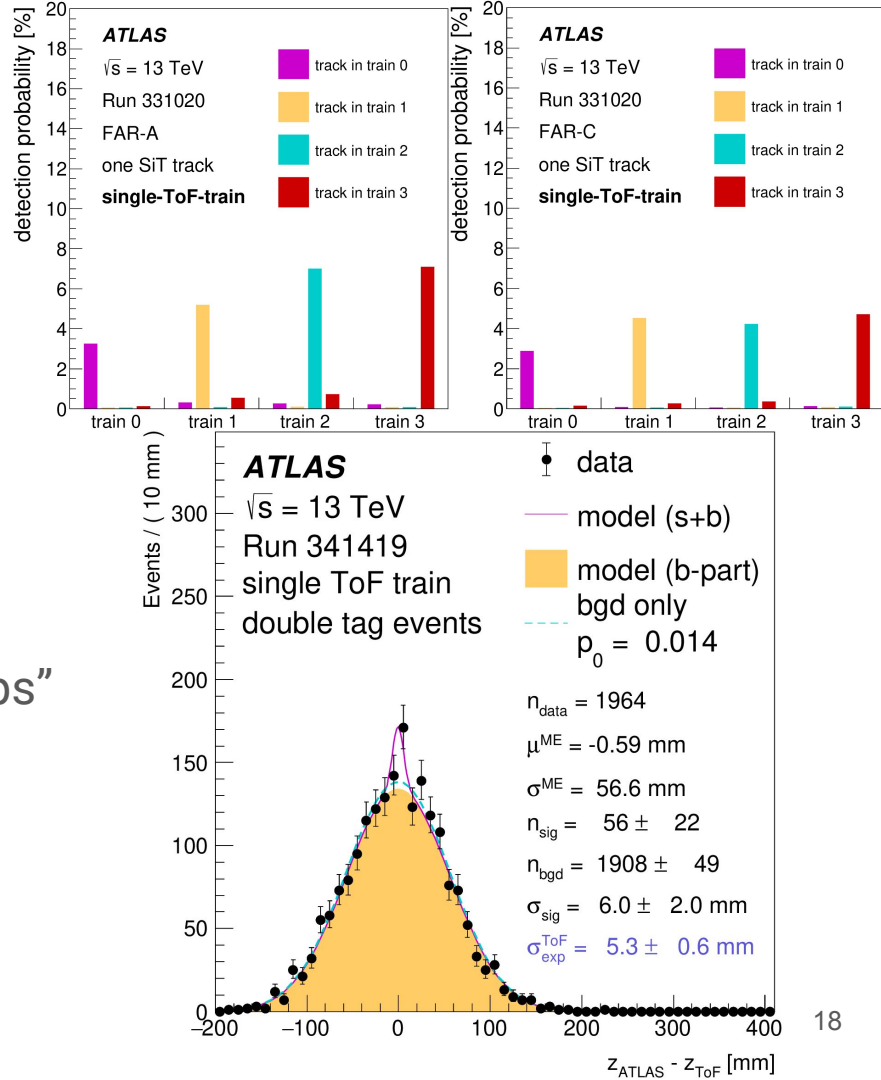 detection probability [%]
20
18
16
14
12
10
8
6
4
2
0
ATLAS
√s = 13 TeV
Run 331020
FAR-A
one SiT track
single-ToF-train
track in train 0
track in train 1
track in train 2
track in train 3
train 0 train 1 train 2 train 3
detection probability [%]
20
18
16
14
12
10
8
6
4
2
0
ATLAS
√s = 13 TeV
Run 331020
FAR-C
one SiT track
single-ToF-train
track in train 0
track in train 1
track in train 2
track in train 3
train 0 train 1 train 2 train 3
os”
Events / ( 10 mm )
300
250
200
150
100
50
0
ATLAS
√s = 13 TeV
Run 341419
single ToF train
double tag events
data
model (s+b)
model (b-part)
bgd only
p0 = 0.014
ndata = 1964
μME = -0.59 mm
σME = 56.6 mm
nsig = 56 ± 22
nbgd = 1908 ± 49
σsig = 6.0 ± 2.0 mm
σToFexp = 5.3 ± 0.6 mm
−200 −100 0 100 200 300 400
zATLAS - zToF [mm]
18